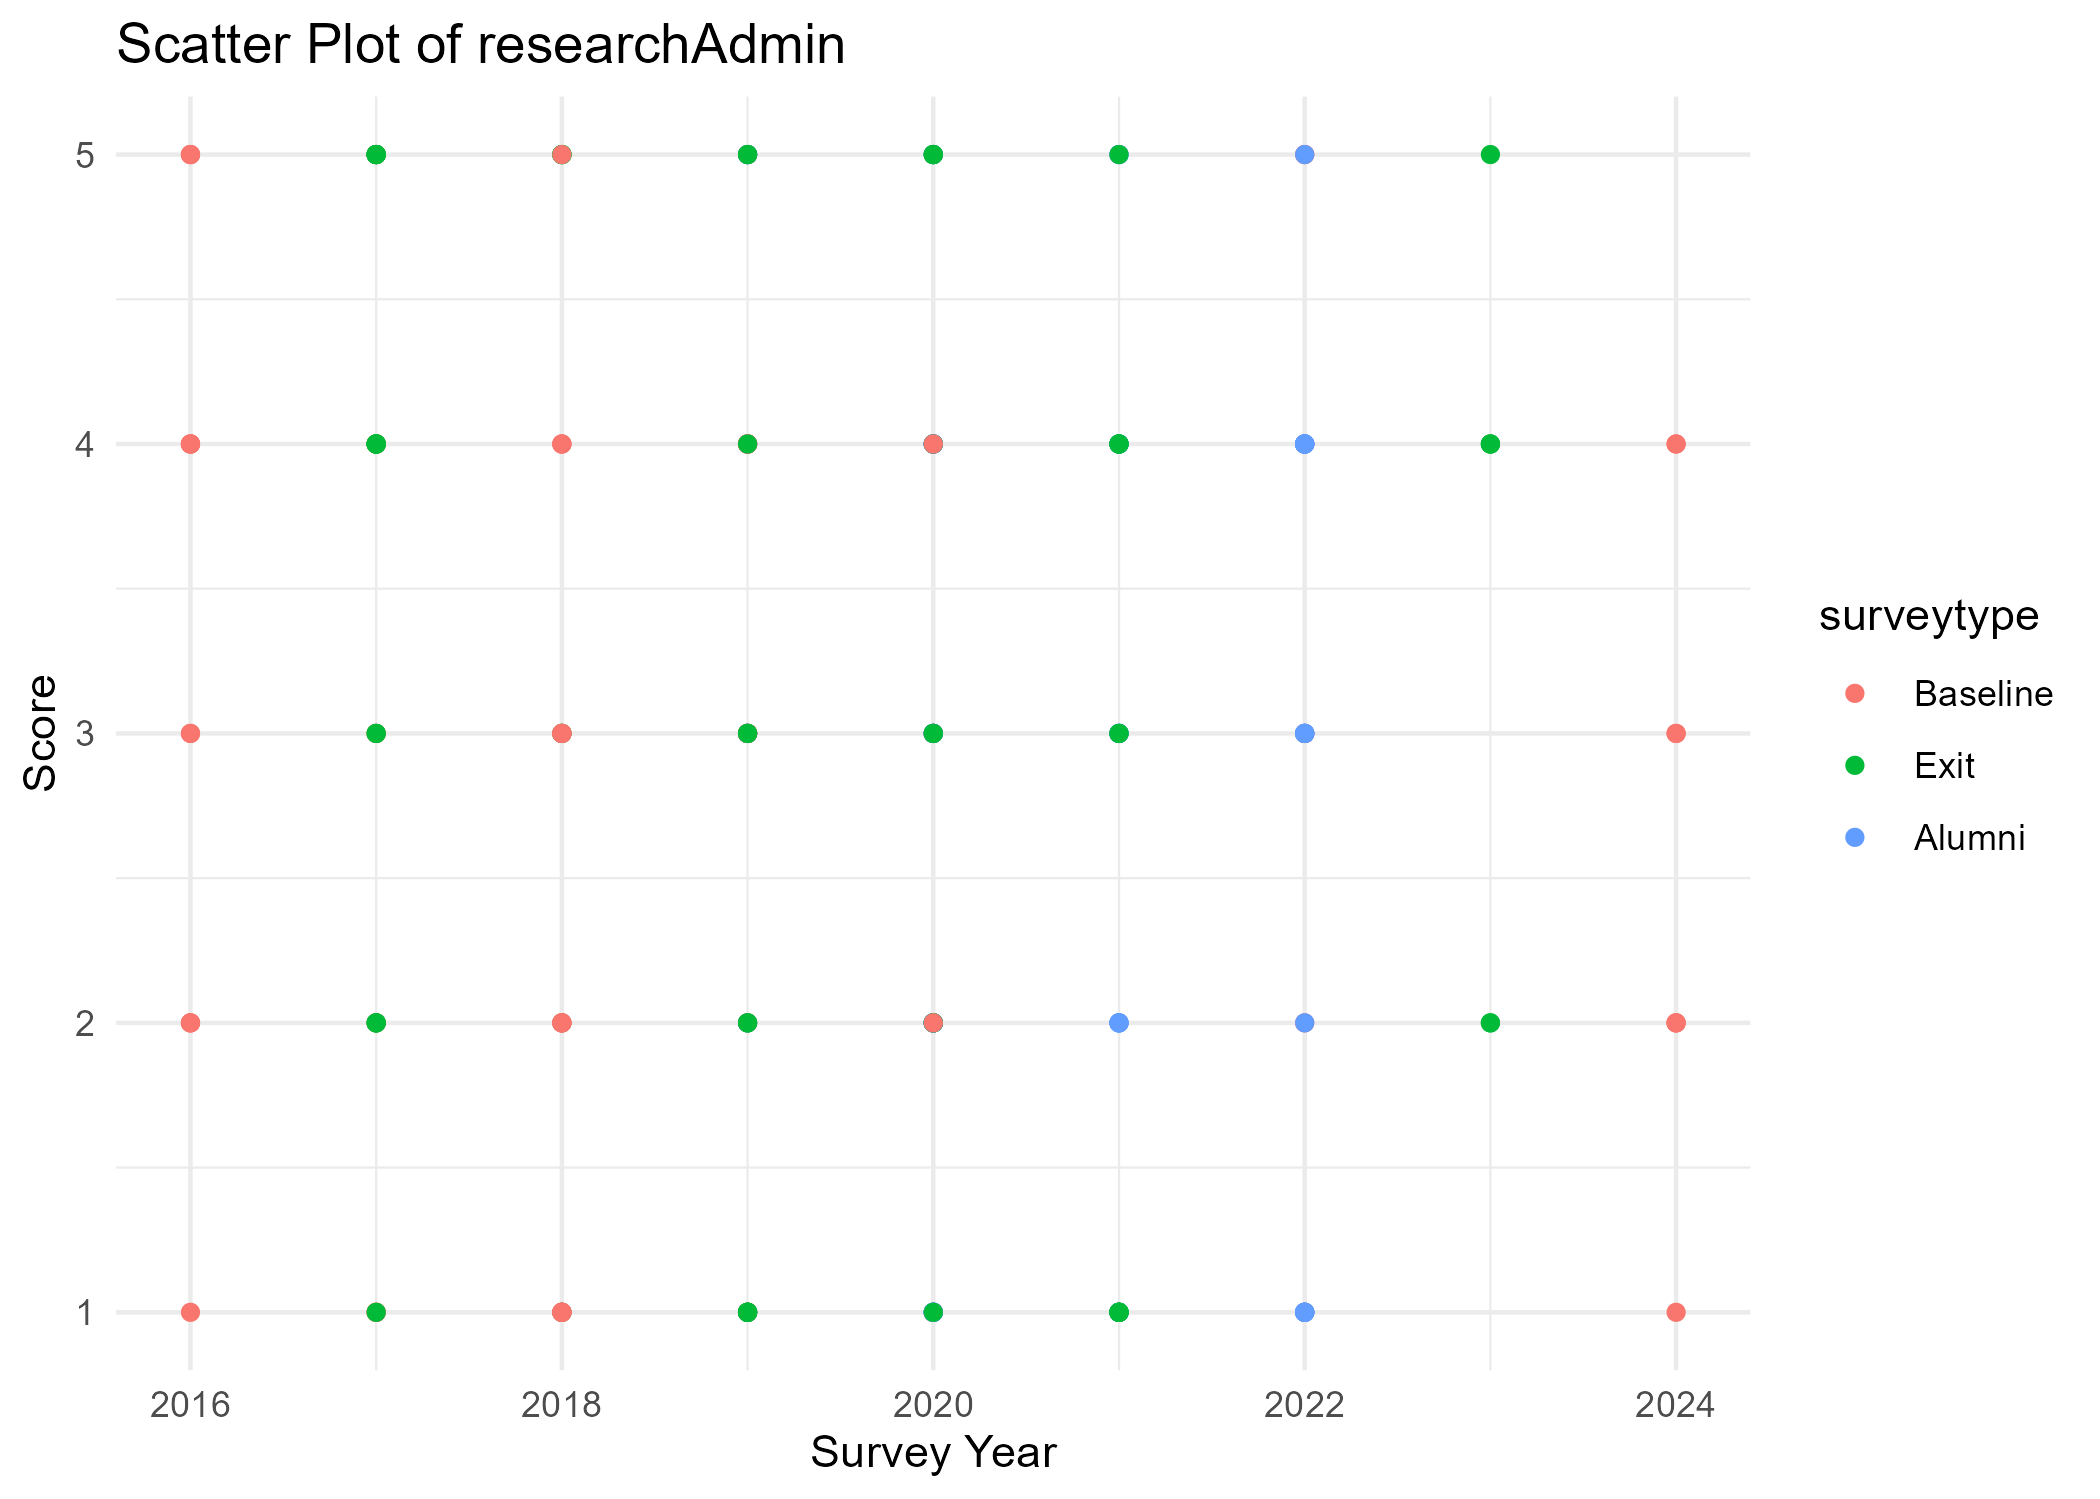 Scatter Plot of researchAdmin
5
4
3
2
1
Score
2016 2018 2020 2022 2024
Survey Year
surveytype
Baseline
Exit
Alumni